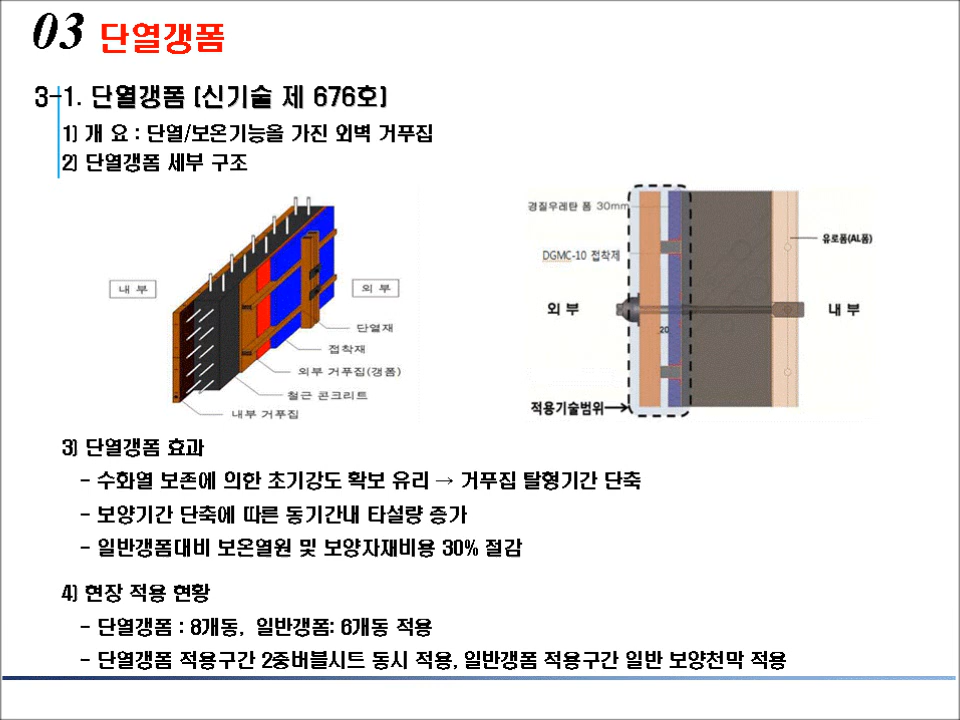 03 단열갱폼
3-1. 단열갱폼 (신기술 제 676호)
1) 개 요 : 단열/보온기능을 가진 외벽 거푸집
2) 단열갱폼 세부 구조
내 부
외 부
단열재
접착재
외부 거푸집(갱폼)
철근 콘크리트
내부 거푸집
경질우레탄 폼 30mm
DGMC-10 접착제
유로폼(AL폼)
외 부
내 부
20
적용기술범위
3) 단열갱폼 효과
- 수화열 보존에 의한 초기강도 확보 유리 → 거푸집 탈형기간 단축
- 보양기간 단축에 따른 동기간내 타설량 증가
- 일반갱폼대비 보온열원 및 보양자재비용 30% 절감
4) 현장 적용 현황
- 단열갱폼 : 8개동, 일반갱폼: 6개동 적용
- 단열갱폼 적용구간 2중버블시트 동시 적용, 일반갱폼 적용구간 일반 보양천막 적용